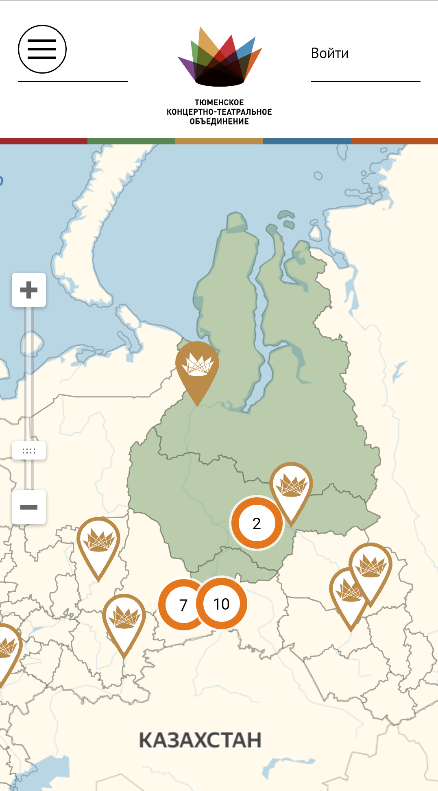 Войти
ТЮМЕНСКОЕ
КОНЦЕРТНО-ТЕАТРАЛЬНОЕ
ОБЪЕДИНЕНИЕ
2
7
10
КАЗАХСТАН